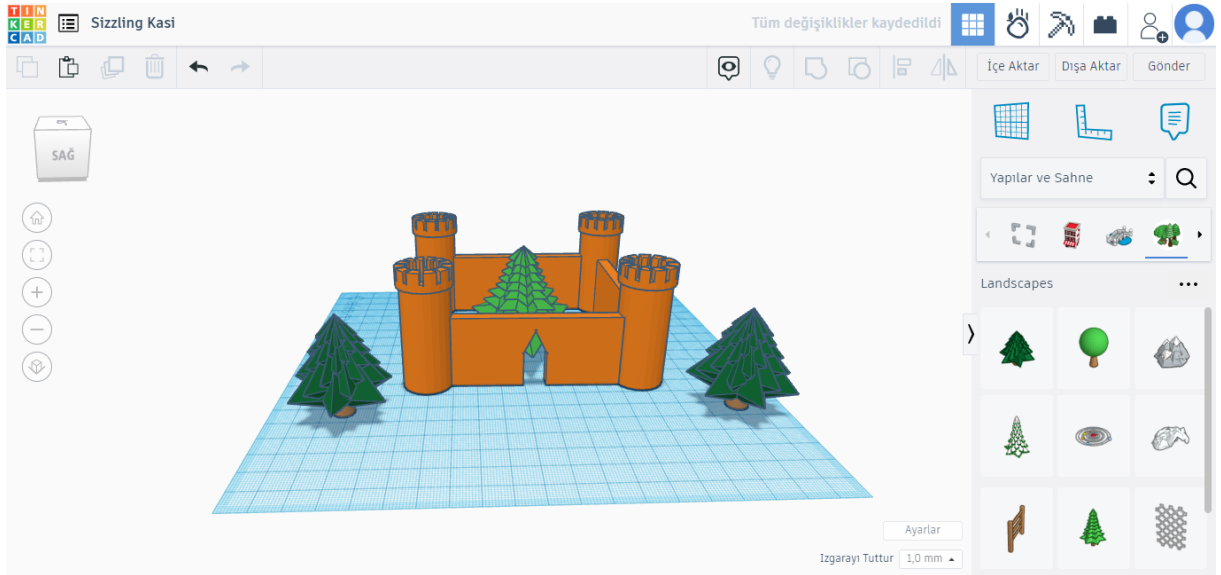 TIN
KER
CAD
Sizzling Kasi
Tüm değişiklikler kaydedildi
İçe Aktar
Dışa Aktar
Gönder
SAĞ
Yapılar ve Sahne
Landscapes
Ayarlar
Izgarayı Tuttur
1,0 mm